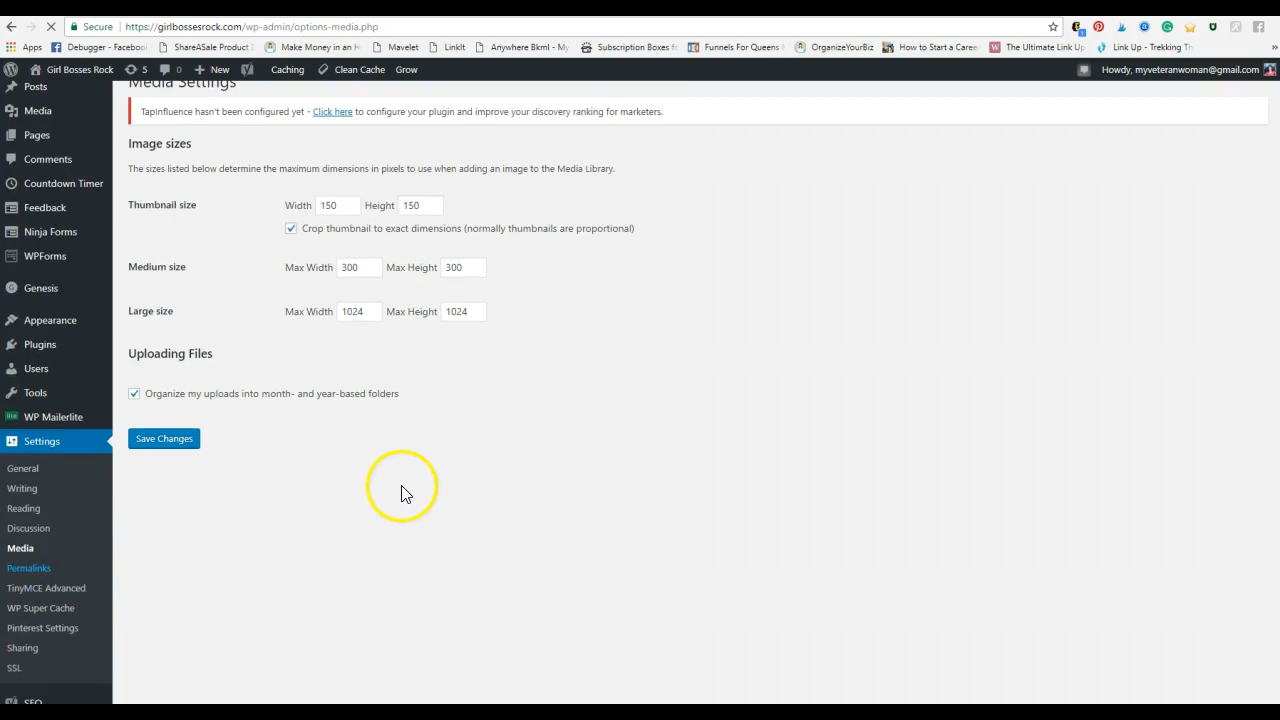 Secure https://girlbossesrock.com/wp-admin/options-media.php
Apps Debugger - Faceboo ShareASale Product D Make Money in an H Mavelet LinkIt Anywhere Bkml - My Subscription Boxes fo Funnels For Queens OrganizeYourBiz How to Start a Caree The Ultimate Link Up Link Up - Trekking Th
Girl Bosses Rock 5 0 New Caching Clean Cache Grow Howdy, myveteranwoman@gmail.com
Posts
Media
Pages
Comments
Countdown Timer
Feedback
Ninja Forms
WPForms
Genesis
Appearance
Plugins
Users
Tools
WP Mailerlite
Settings
General
Writing
Reading
Discussion
Media
Permalinks
TinyMCE Advanced
WP Super Cache
Pinterest Settings
Sharing
SSL
SEO
Media Settings
TapInfluence hasn't been configured yet - Click here to configure your plugin and improve your discovery ranking for marketers.
Image sizes
The sizes listed below determine the maximum dimensions in pixels to use when adding an image to the Media Library.
Thumbnail size Width 150 Height 150
Crop thumbnail to exact dimensions (normally thumbnails are proportional)
Medium size Max Width 300 Max Height 300
Large size Max Width 1024 Max Height 1024
Uploading Files
Organize my uploads into month- and year-based folders
Save Changes